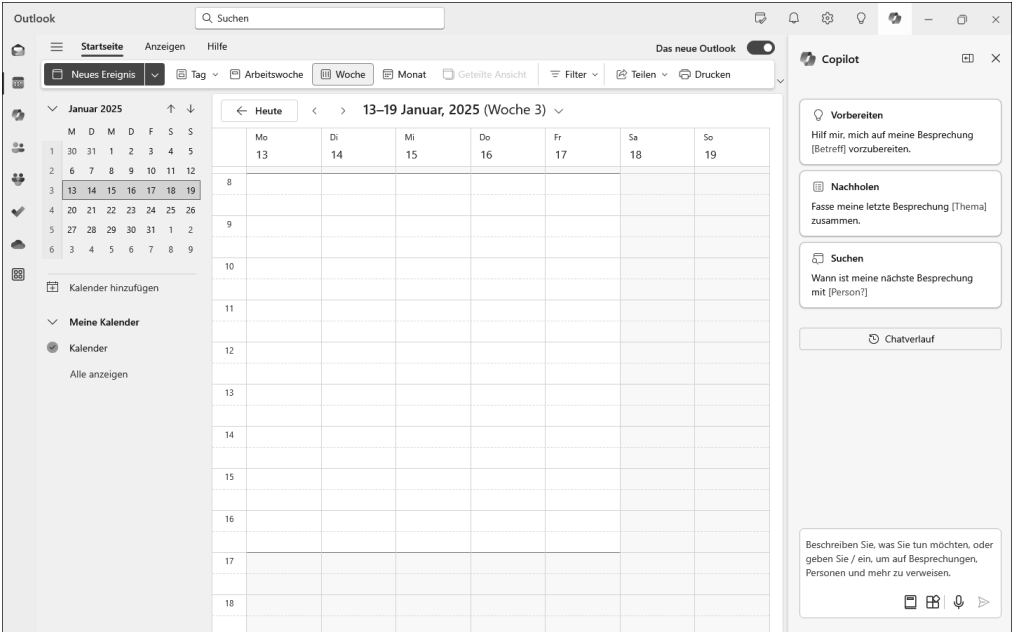 Outlook
Suchen
Startseite Anzeigen Hilfe
Das neue Outlook
Neues Ereignis Tag Arbeitswoche Woche Monat Geteilte Ansicht Filter Teilen Drucken
Januar 2025
M D M D F S S
1 30 31 1 2 3 4 5
2 6 7 8 9 10 11 12
3 13 14 15 16 17 18 19
4 20 21 22 23 24 25 26
5 27 28 29 30 31 1 2
6 3 4 5 6 7 8 9
Kalender hinzufügen
Meine Kalender
Kalender
Alle anzeigen
Heute 13–19 Januar, 2025 (Woche 3)
Mo Di Mi Do Fr Sa So
13 14 15 16 17 18 19
8
9
10
11
12
13
14
15
16
17
18
Copilot
Vorbereiten
Hilf mir, mich auf meine Besprechung
[Betreff] vorzubereiten.
Nachholen
Fasse meine letzte Besprechung [Thema]
zusammen.
Suchen
Wann ist meine nächste Besprechung
mit [Person?]
Chatverlauf
Beschreiben Sie, was Sie tun möchten, oder
geben Sie / ein, um auf Besprechungen,
Personen und mehr zu verweisen.